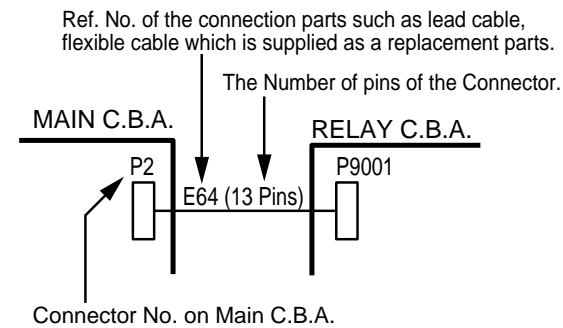 Ref. No. of the connection parts such as lead cable,
flexible cable which is supplied as a replacement parts.
The Number of pins of the Connector.
MAIN C.B.A.
RELAY C.B.A.
P2
P9001
E64 (13 Pins)
Connector No. on Main C.B.A.